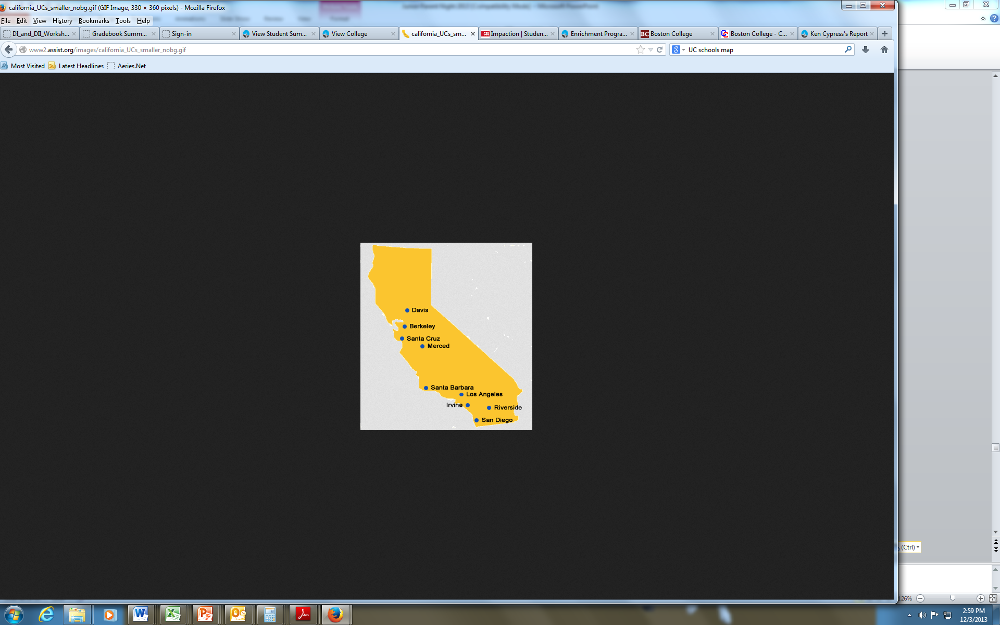 california_UCs_smaller_nobg.gif (GIF Image, 330 × 360 pixels) - Mozilla Firefox
File Edit View History Bookmarks Tools Help
DI_and_DII_Worksh... Gradebook Summ... Sign-in View Student Sum... View College california_UCs_sm... CSU Impaction | Studen... Enrichment Progra... BC Boston College Boston College - C... Ken Cypress's Report
www2.assist.org/images/california_UCs_smaller_nobg.gif UC schools map
Most Visited Latest Headlines Aeries.Net
Davis
Berkeley
Santa Cruz
Merced
Santa Barbara
Los Angeles
Irvine
Riverside
San Diego
(Ctrl)
126%
2:59 PM
12/3/2013